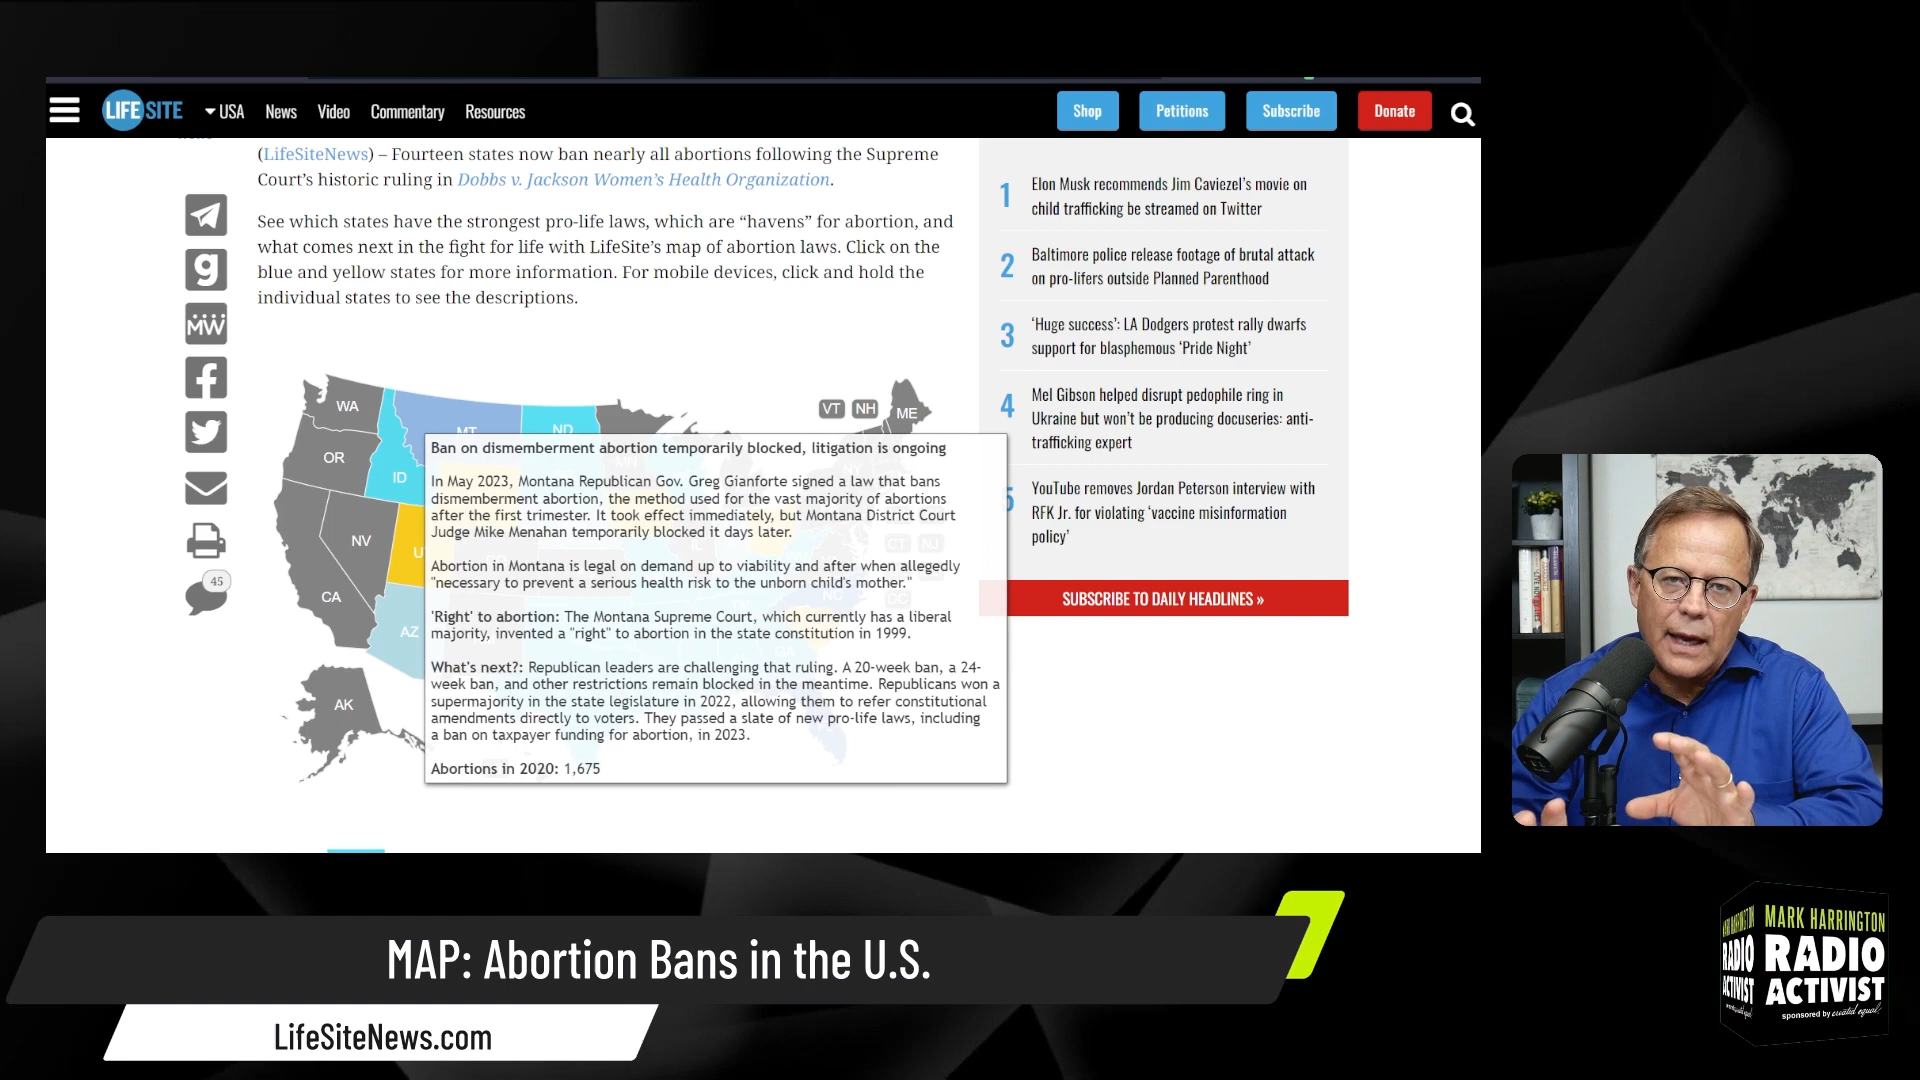 LIFE SITE
USA
News
Video
Commentary
Resources
Shop
Petitions
Subscribe
Donate
(LifeSiteNews) – Fourteen states now ban nearly all abortions following the Supreme
Court’s historic ruling in Dobbs v. Jackson Women’s Health Organization.
See which states have the strongest pro-life laws, which are “havens” for abortion, and
what comes next in the fight for life with LifeSite’s map of abortion laws. Click on the
blue and yellow states for more information. For mobile devices, click and hold the
individual states to see the descriptions.
g
MW
45
WA
OR
ID
MT
ND
NV
CA
AZ
AK
VT
NH
ME
Ban on dismemberment abortion temporarily blocked, litigation is ongoing
In May 2023, Montana Republican Gov. Greg Gianforte signed a law that bans
dismemberment abortion, the method used for the vast majority of abortions
after the first trimester. It took effect immediately, but Montana District Court
Judge Mike Menahan temporarily blocked it days later.
Abortion in Montana is legal on demand up to viability and after when allegedly
"necessary to prevent a serious health risk to the unborn child's mother."
'Right' to abortion: The Montana Supreme Court, which currently has a liberal
majority, invented a "right" to abortion in the state constitution in 1999.
What's next?: Republican leaders are challenging that ruling. A 20-week ban, a 24-
week ban, and other restrictions remain blocked in the meantime. Republicans won a
supermajority in the state legislature in 2022, allowing them to refer constitutional
amendments directly to voters. They passed a slate of new pro-life laws, including
a ban on taxpayer funding for abortion, in 2023.
Abortions in 2020: 1,675
CT
NJ
NC
DC
1
Elon Musk recommends Jim Caviezel’s movie on
child trafficking be streamed on Twitter
2
Baltimore police release footage of brutal attack
on pro-lifers outside Planned Parenthood
3
‘Huge success’: LA Dodgers protest rally dwarfs
support for blasphemous ‘Pride Night’
4
Mel Gibson helped disrupt pedophile ring in
Ukraine but won’t be producing docuseries: anti-
trafficking expert
5
YouTube removes Jordan Peterson interview with
RFK Jr. for violating ‘vaccine misinformation
policy’
SUBSCRIBE TO DAILY HEADLINES »
MAP: Abortion Bans in the U.S.
LifeSiteNews.com
MARK HARRINGTON
RADIO
ACTIVIST
sponsored by created equal
MARK HARRINGTON
RADIO
ACTIVIST